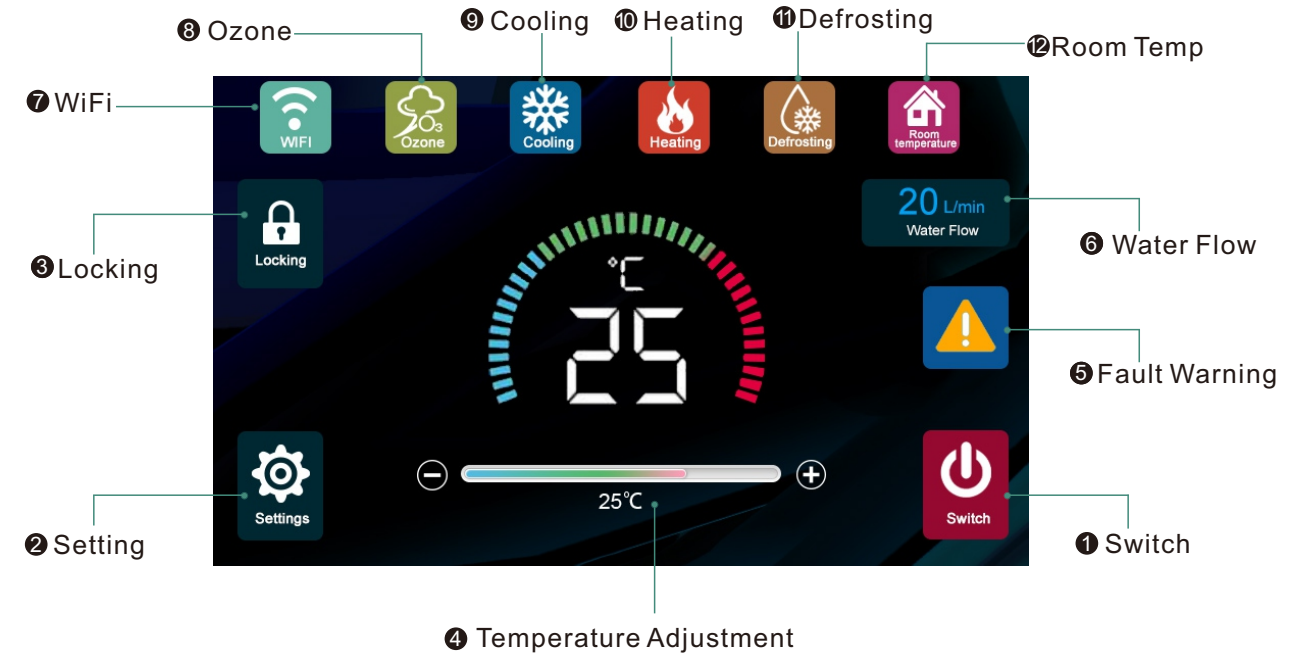 ❾ Cooling
❿ Heating
⓫ Defrosting
❽ Ozone
⓬ Room Temp
❼ WiFi
WIFI
O₃
Ozone
Cooling
Heating
Defrosting
Room
temperature
20 L/min
Water Flow
Locking
❻ Water Flow
❸ Locking
°C
25
❺ Fault Warning
25℃
Settings
Switch
❷ Setting
❶ Switch
❹ Temperature Adjustment